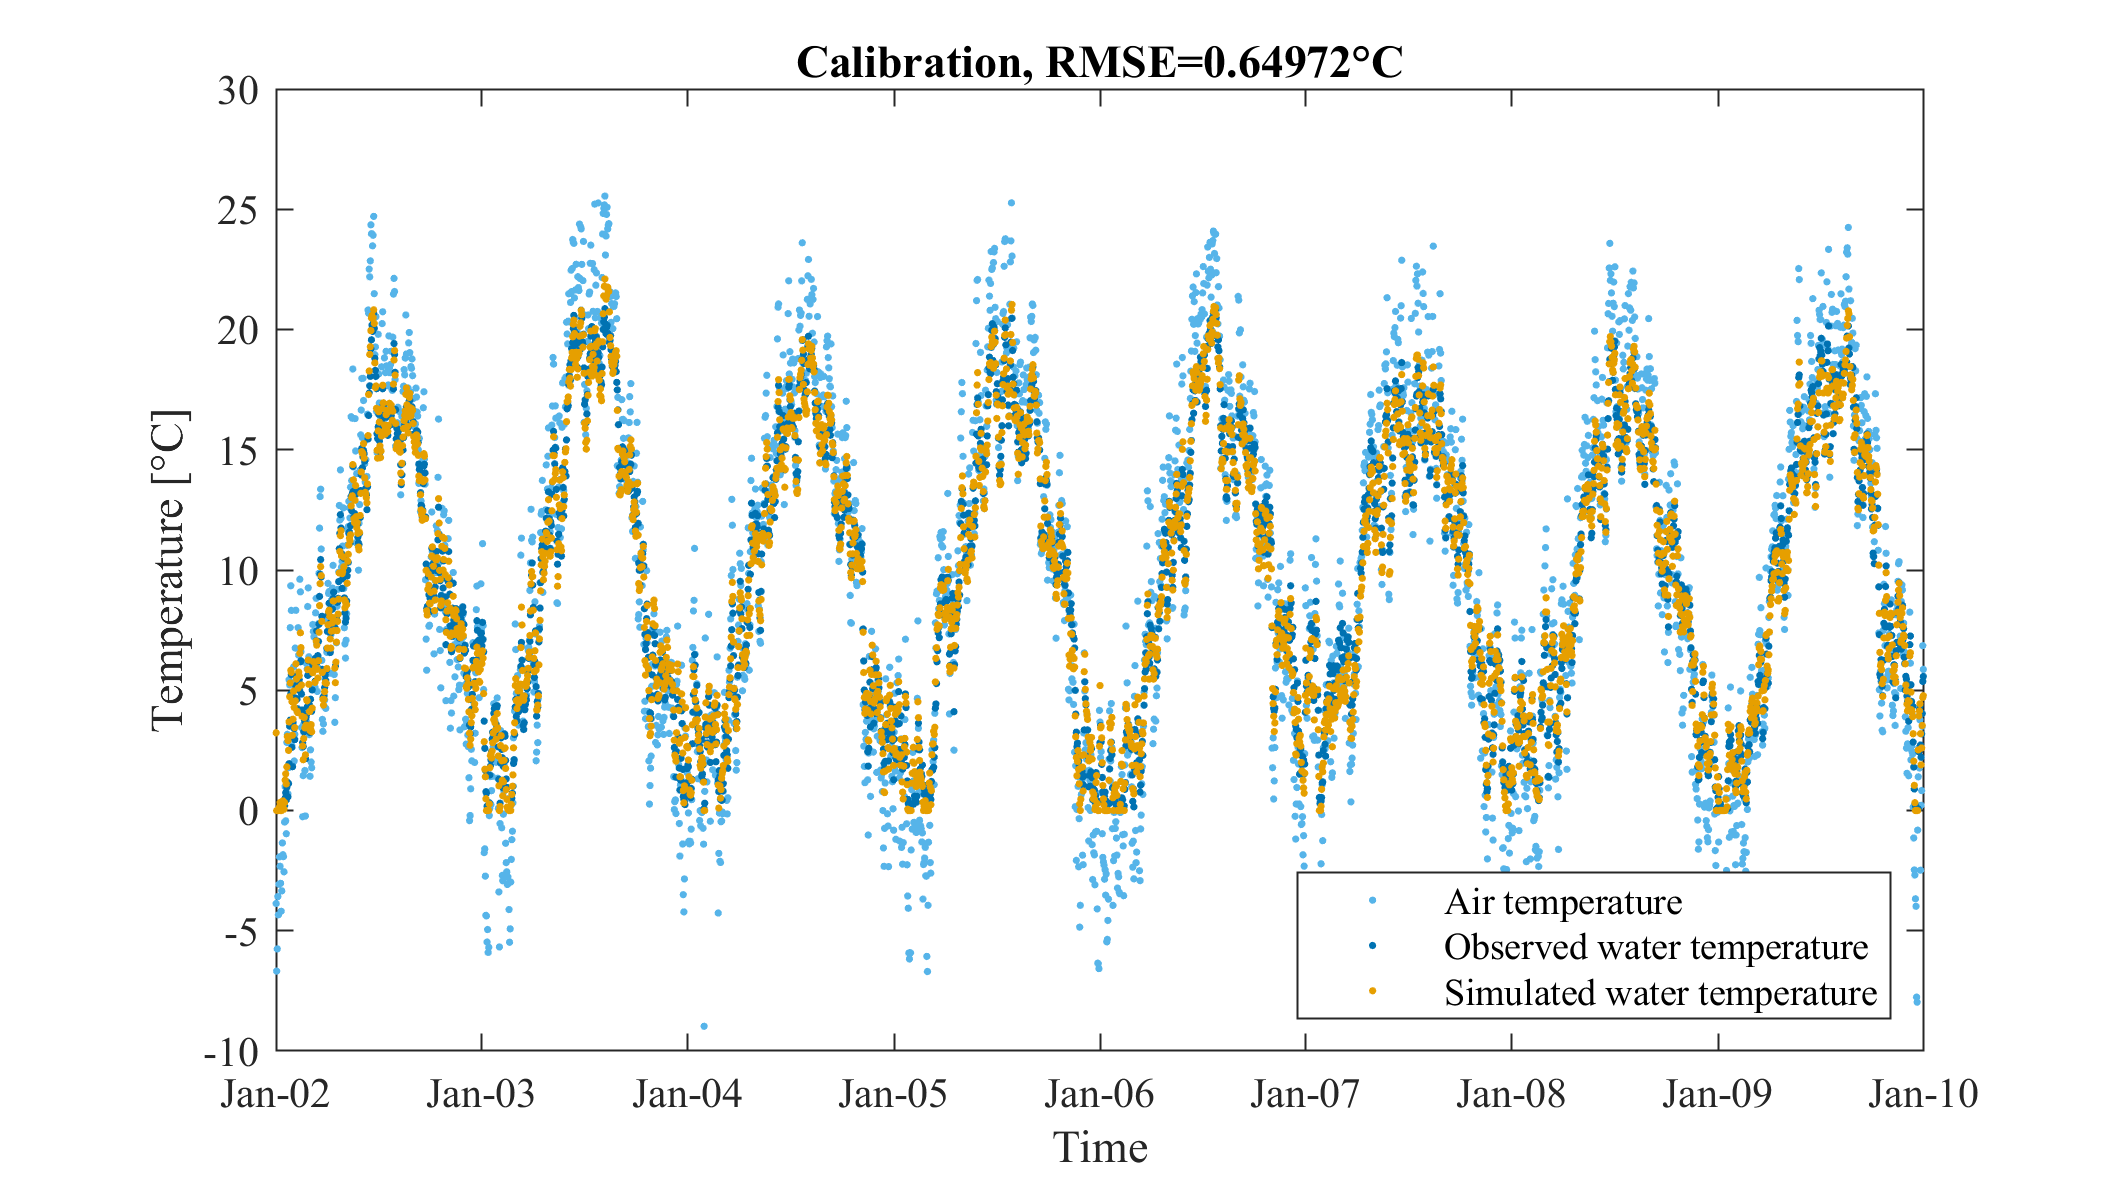 Calibration, RMSE=0.64972°C
30
25
20
15
10
5
0
-5
-10
Temperature [°C]
Jan-02 Jan-03 Jan-04 Jan-05 Jan-06 Jan-07 Jan-08 Jan-09 Jan-10
Time
Air temperature
Observed water temperature
Simulated water temperature